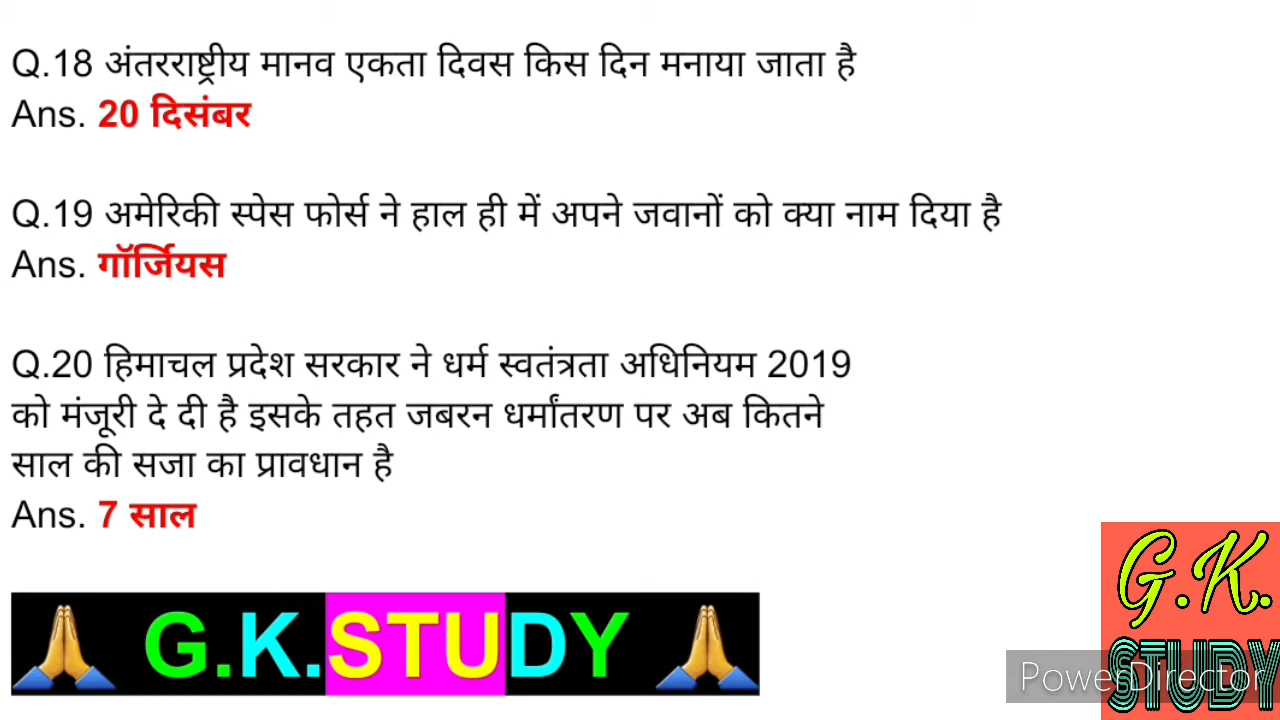 Q.18 अंतरराष्ट्रीय मानव एकता दिवस किस दिन मनाया जाता है
Ans. 20 दिसंबर
Q.19 अमेरिकी स्पेस फोर्स ने हाल ही में अपने जवानों को क्या नाम दिया है
Ans. गॉर्जियस
Q.20 हिमाचल प्रदेश सरकार ने धर्म स्वतंत्रता अधिनियम 2019
को मंजूरी दे दी है इसके तहत जबरन धर्मांतरण पर अब कितने
साल की सजा का प्रावधान है
Ans. 7 साल
🙏 G.K.STUDY 🙏
G.K.
STUDY
PowerDirector